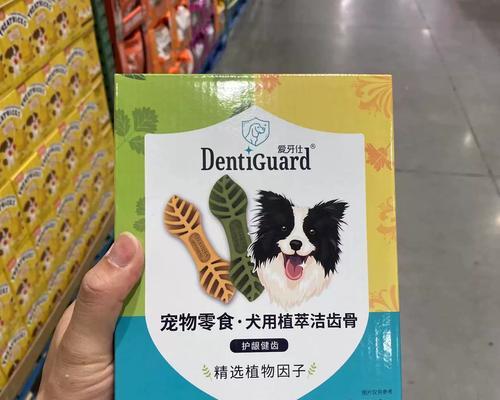 爱牙仕
DentiGuard®
宠物零食·犬用植萃洁齿骨
护龈健齿
精选植物因子
图片仅供参考